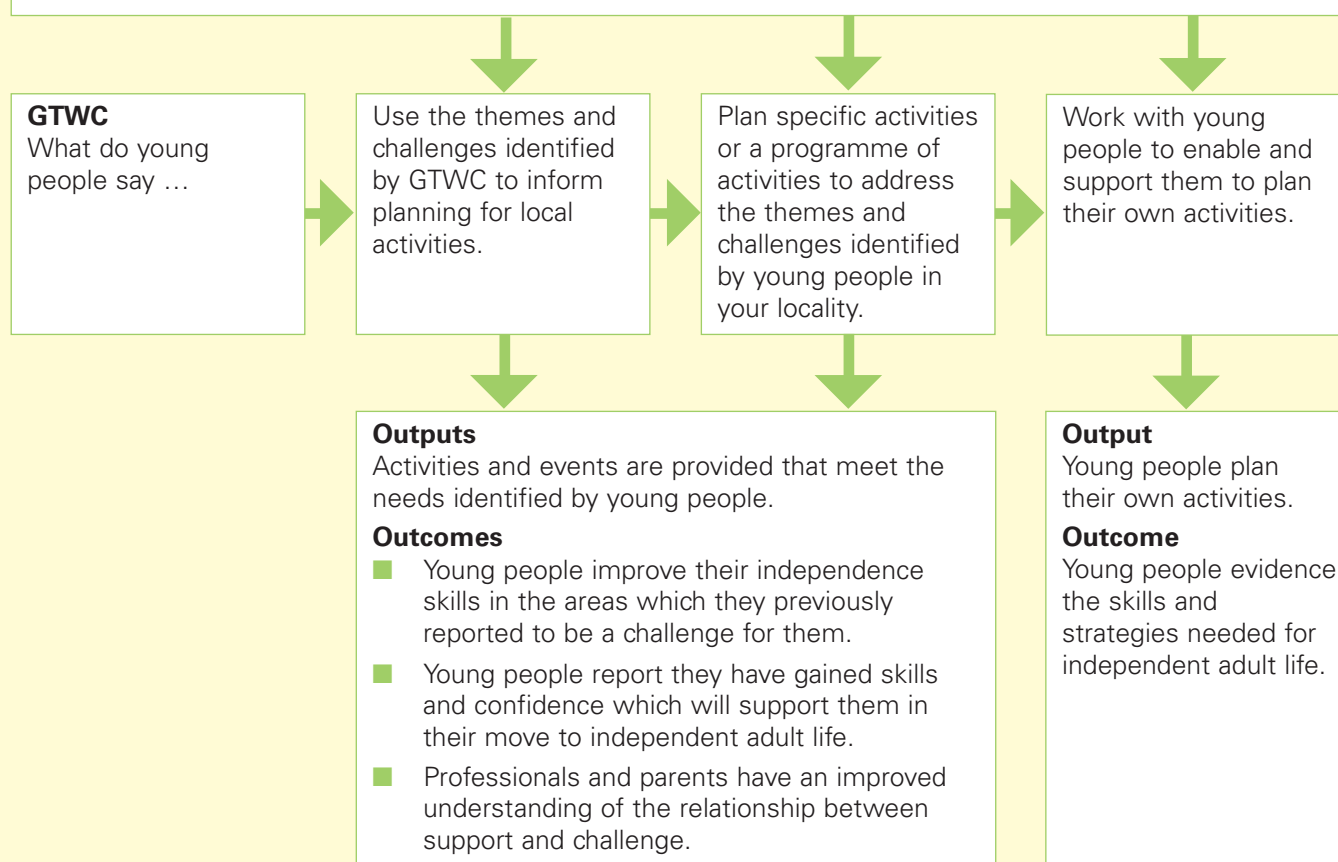 GTWC
What do young
people say …
Use the themes and
challenges identified
by GTWC to inform
planning for local
activities.
Plan specific activities
or a programme of
activities to address
the themes and
challenges identified
by young people in
your locality.
Work with young
people to enable and
support them to plan
their own activities.
Outputs
Activities and events are provided that meet the
needs identified by young people.
Outcomes
■ Young people improve their independence
skills in the areas which they previously
reported to be a challenge for them.
■ Young people report they have gained skills
and confidence which will support them in
their move to independent adult life.
■ Professionals and parents have an improved
understanding of the relationship between
support and challenge.
Output
Young people plan
their own activities.
Outcome
Young people evidence
the skills and
strategies needed for
independent adult life.